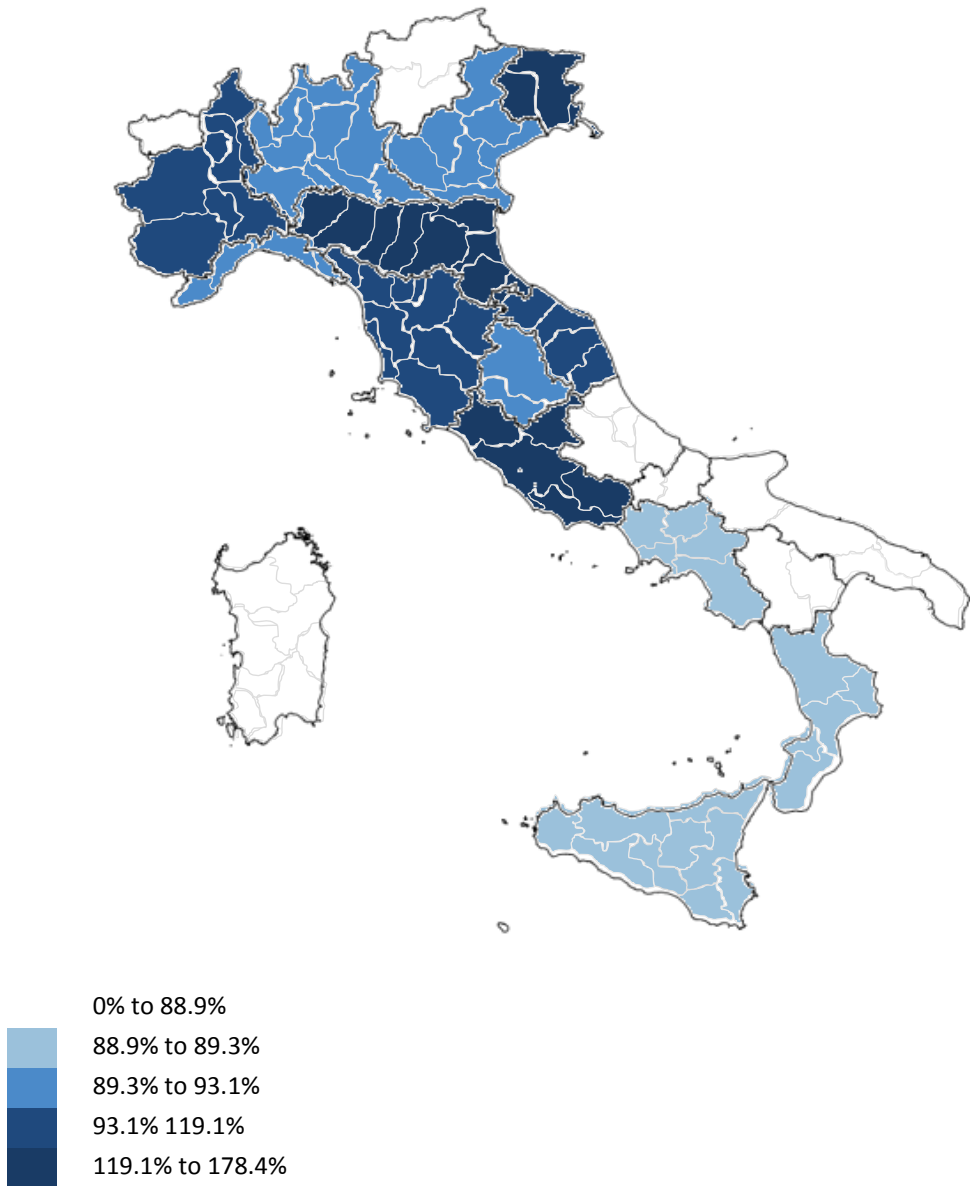 0% to 88.9%
88.9% to 89.3%
89.3% to 93.1%
93.1% 119.1%
119.1% to 178.4%